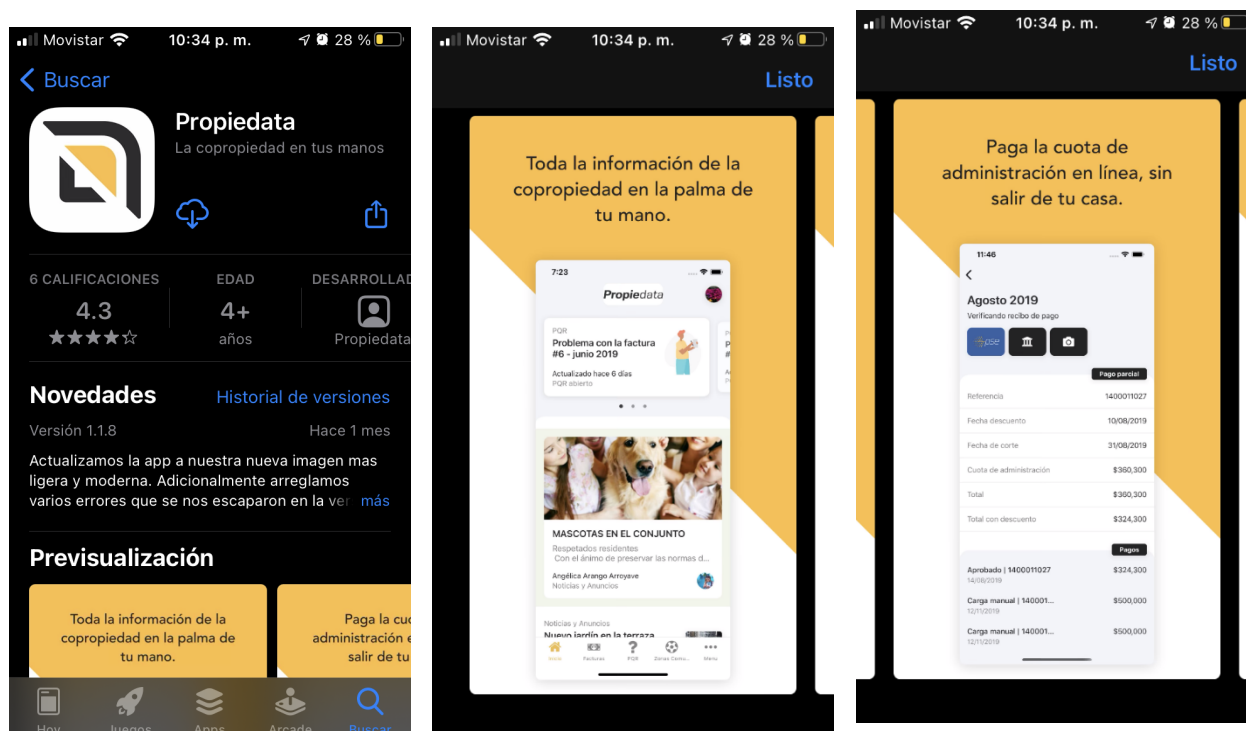 Movistar 10:34 p. m. 28 %
Buscar
Propiedata
La copropiedad en tus manos
6 CALIFICACIONES EDAD DESARROLLAD
4.3 4+
años Propiedata
Novedades Historial de versiones
Versión 1.1.8 Hace 1 mes
Actualizamos la app a nuestra nueva imagen mas
ligera y moderna. Adicionalmente arreglamos
varios errores que se nos escaparon en la ver más
Previsualización
Toda la información de la
copropiedad en la palma de
tu mano.
Paga la cuo
administración e
salir de tu
Hoy Juegos Apps Arcade Buscar
Movistar 10:34 p. m. 28 %
Listo
Toda la información de la
copropiedad en la palma de
tu mano.
7:23
Propiedata
PQR
Problema con la factura
#6 - junio 2019
Actualizado hace 6 días
PQR abierto
MASCOTAS EN EL CONJUNTO
Respetados residentes
Con el ánimo de preservar las normas d...
Angélica Arango Arroyave
Noticias y Anuncios
Noticias y Anuncios
Nuevo jardín en la terraza
Inicio Facturas PQR Zonas Comu... Menu
Movistar 10:34 p. m. 28 %
Listo
Paga la cuota de
administración en línea, sin
salir de tu casa.
11:46
Agosto 2019
Verificando recibo de pago
pse
Pago parcial
Referencia 1400011027
Fecha descuento 10/08/2019
Fecha de corte 31/08/2019
Cuota de administración $360,300
Total $360,300
Total con descuento $324,300
Pagos
Aprobado | 1400011027 $324,300
14/08/2019
Carga manual | 140001... $500,000
12/11/2019
Carga manual | 140001... $500,000
12/11/2019